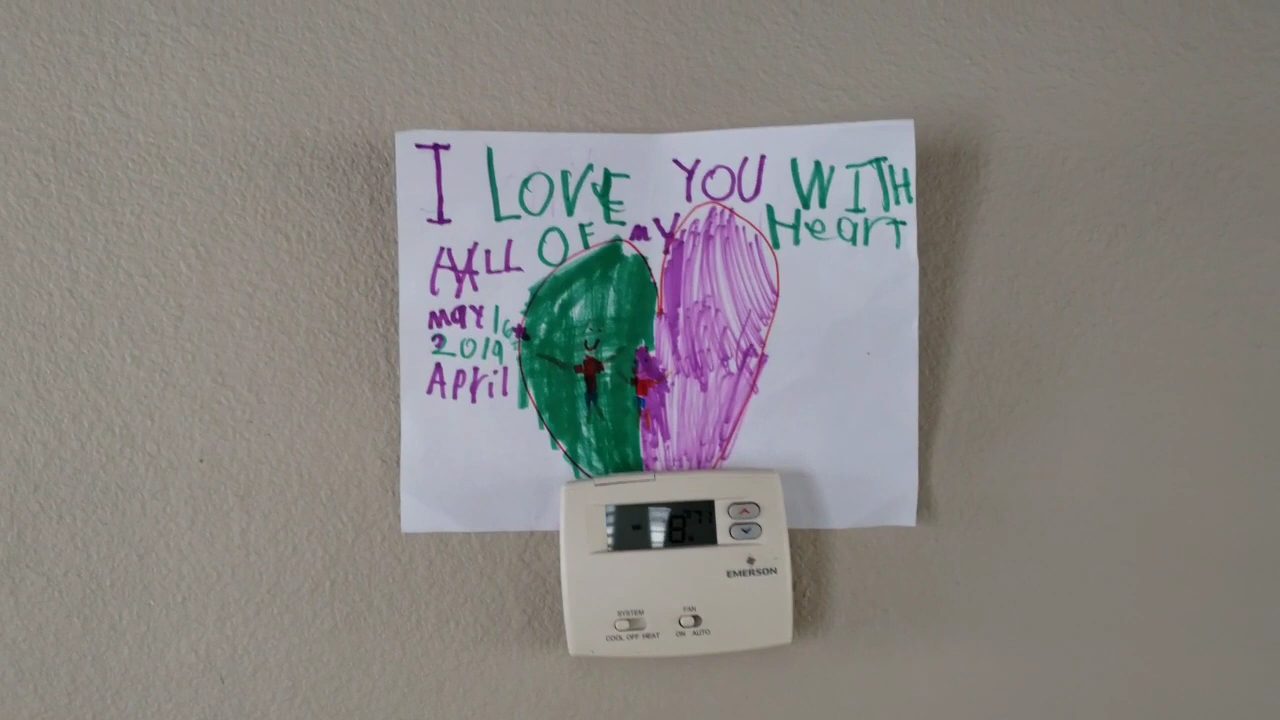 I LOVE YOU WITH
ALL OF MY Heart
may 16
2019
April
EMERSON
SYSTEM
COOL OFF HEAT
FAN
ON AUTO